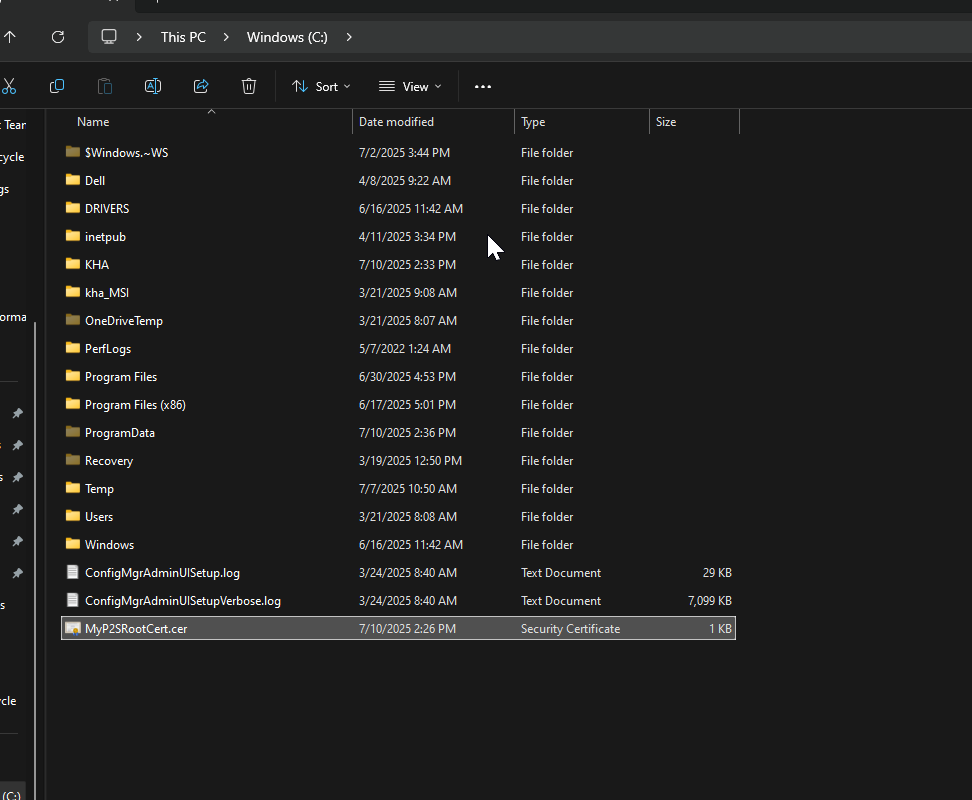 This PC
Windows (C:)
Sort
View
Name Date modified Type Size
$Windows.~WS 7/2/2025 3:44 PM File folder
Dell 4/8/2025 9:22 AM File folder
DRIVERS 6/16/2025 11:42 AM File folder
inetpub 4/11/2025 3:34 PM File folder
KHA 7/10/2025 2:33 PM File folder
kha_MSI 3/21/2025 9:08 AM File folder
OneDriveTemp 3/21/2025 8:07 AM File folder
PerfLogs 5/7/2022 1:24 AM File folder
Program Files 6/30/2025 4:53 PM File folder
Program Files (x86) 6/17/2025 5:01 PM File folder
ProgramData 7/10/2025 2:36 PM File folder
Recovery 3/19/2025 12:50 PM File folder
Temp 7/7/2025 10:50 AM File folder
Users 3/21/2025 8:08 AM File folder
Windows 6/16/2025 11:42 AM File folder
ConfigMgrAdminUISetup.log 3/24/2025 8:40 AM Text Document 29 KB
ConfigMgrAdminUISetupVerbose.log 3/24/2025 8:40 AM Text Document 7,099 KB
MyP2SRootCert.cer 7/10/2025 2:26 PM Security Certificate 1 KB
(C:)